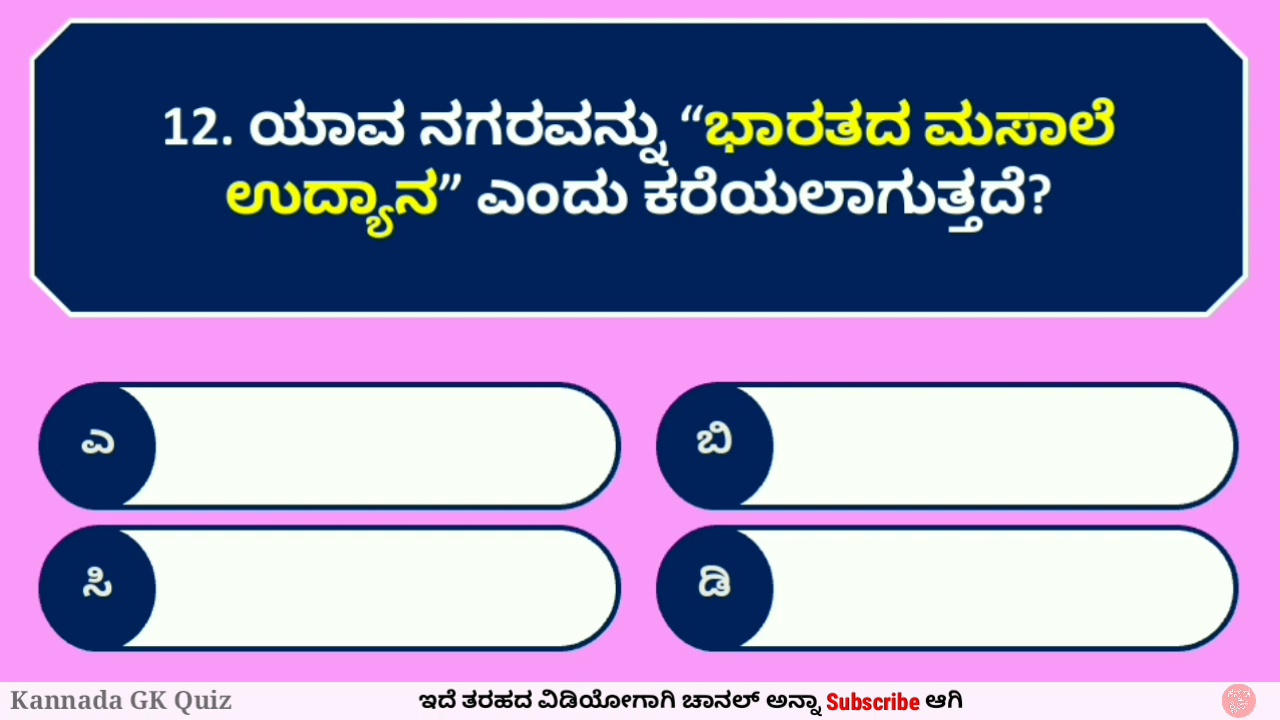 12. ಯಾವ ನಗರವನ್ನು “ಭಾರತದ ಮಸಾಲೆ
ಉದ್ಯಾನ” ಎಂದು ಕರೆಯಲಾಗುತ್ತದೆ?
ಎ
ಬಿ
ಸಿ
ಡಿ
Kannada GK Quiz
ಇದೆ ತರಹದ ವಿಡಿಯೋಗಾಗಿ ಚಾನಲ್ ಅನ್ನಾ Subscribe ಆಗಿ